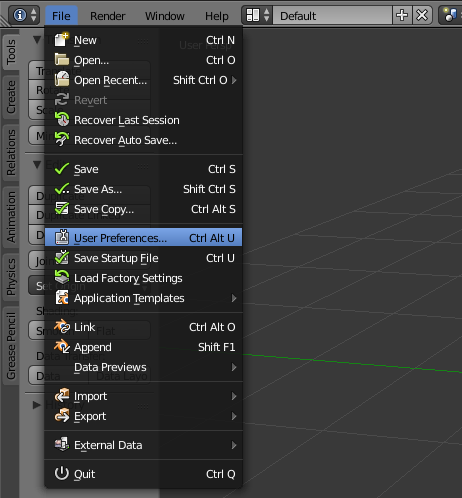 File Render Window Help Default
New Ctrl N
Open... Ctrl O
Open Recent... Shift Ctrl O
Revert
Recover Last Session
Recover Auto Save...
Save Ctrl S
Save As... Shift Ctrl S
Save Copy... Ctrl Alt S
User Preferences... Ctrl Alt U
Save Startup File Ctrl U
Load Factory Settings
Application Templates
Link Ctrl Alt O
Append Shift F1
Data Previews
Import
Export
External Data
Quit Ctrl Q
Tools
Create
Relations
Animation
Physics
Grease Pencil